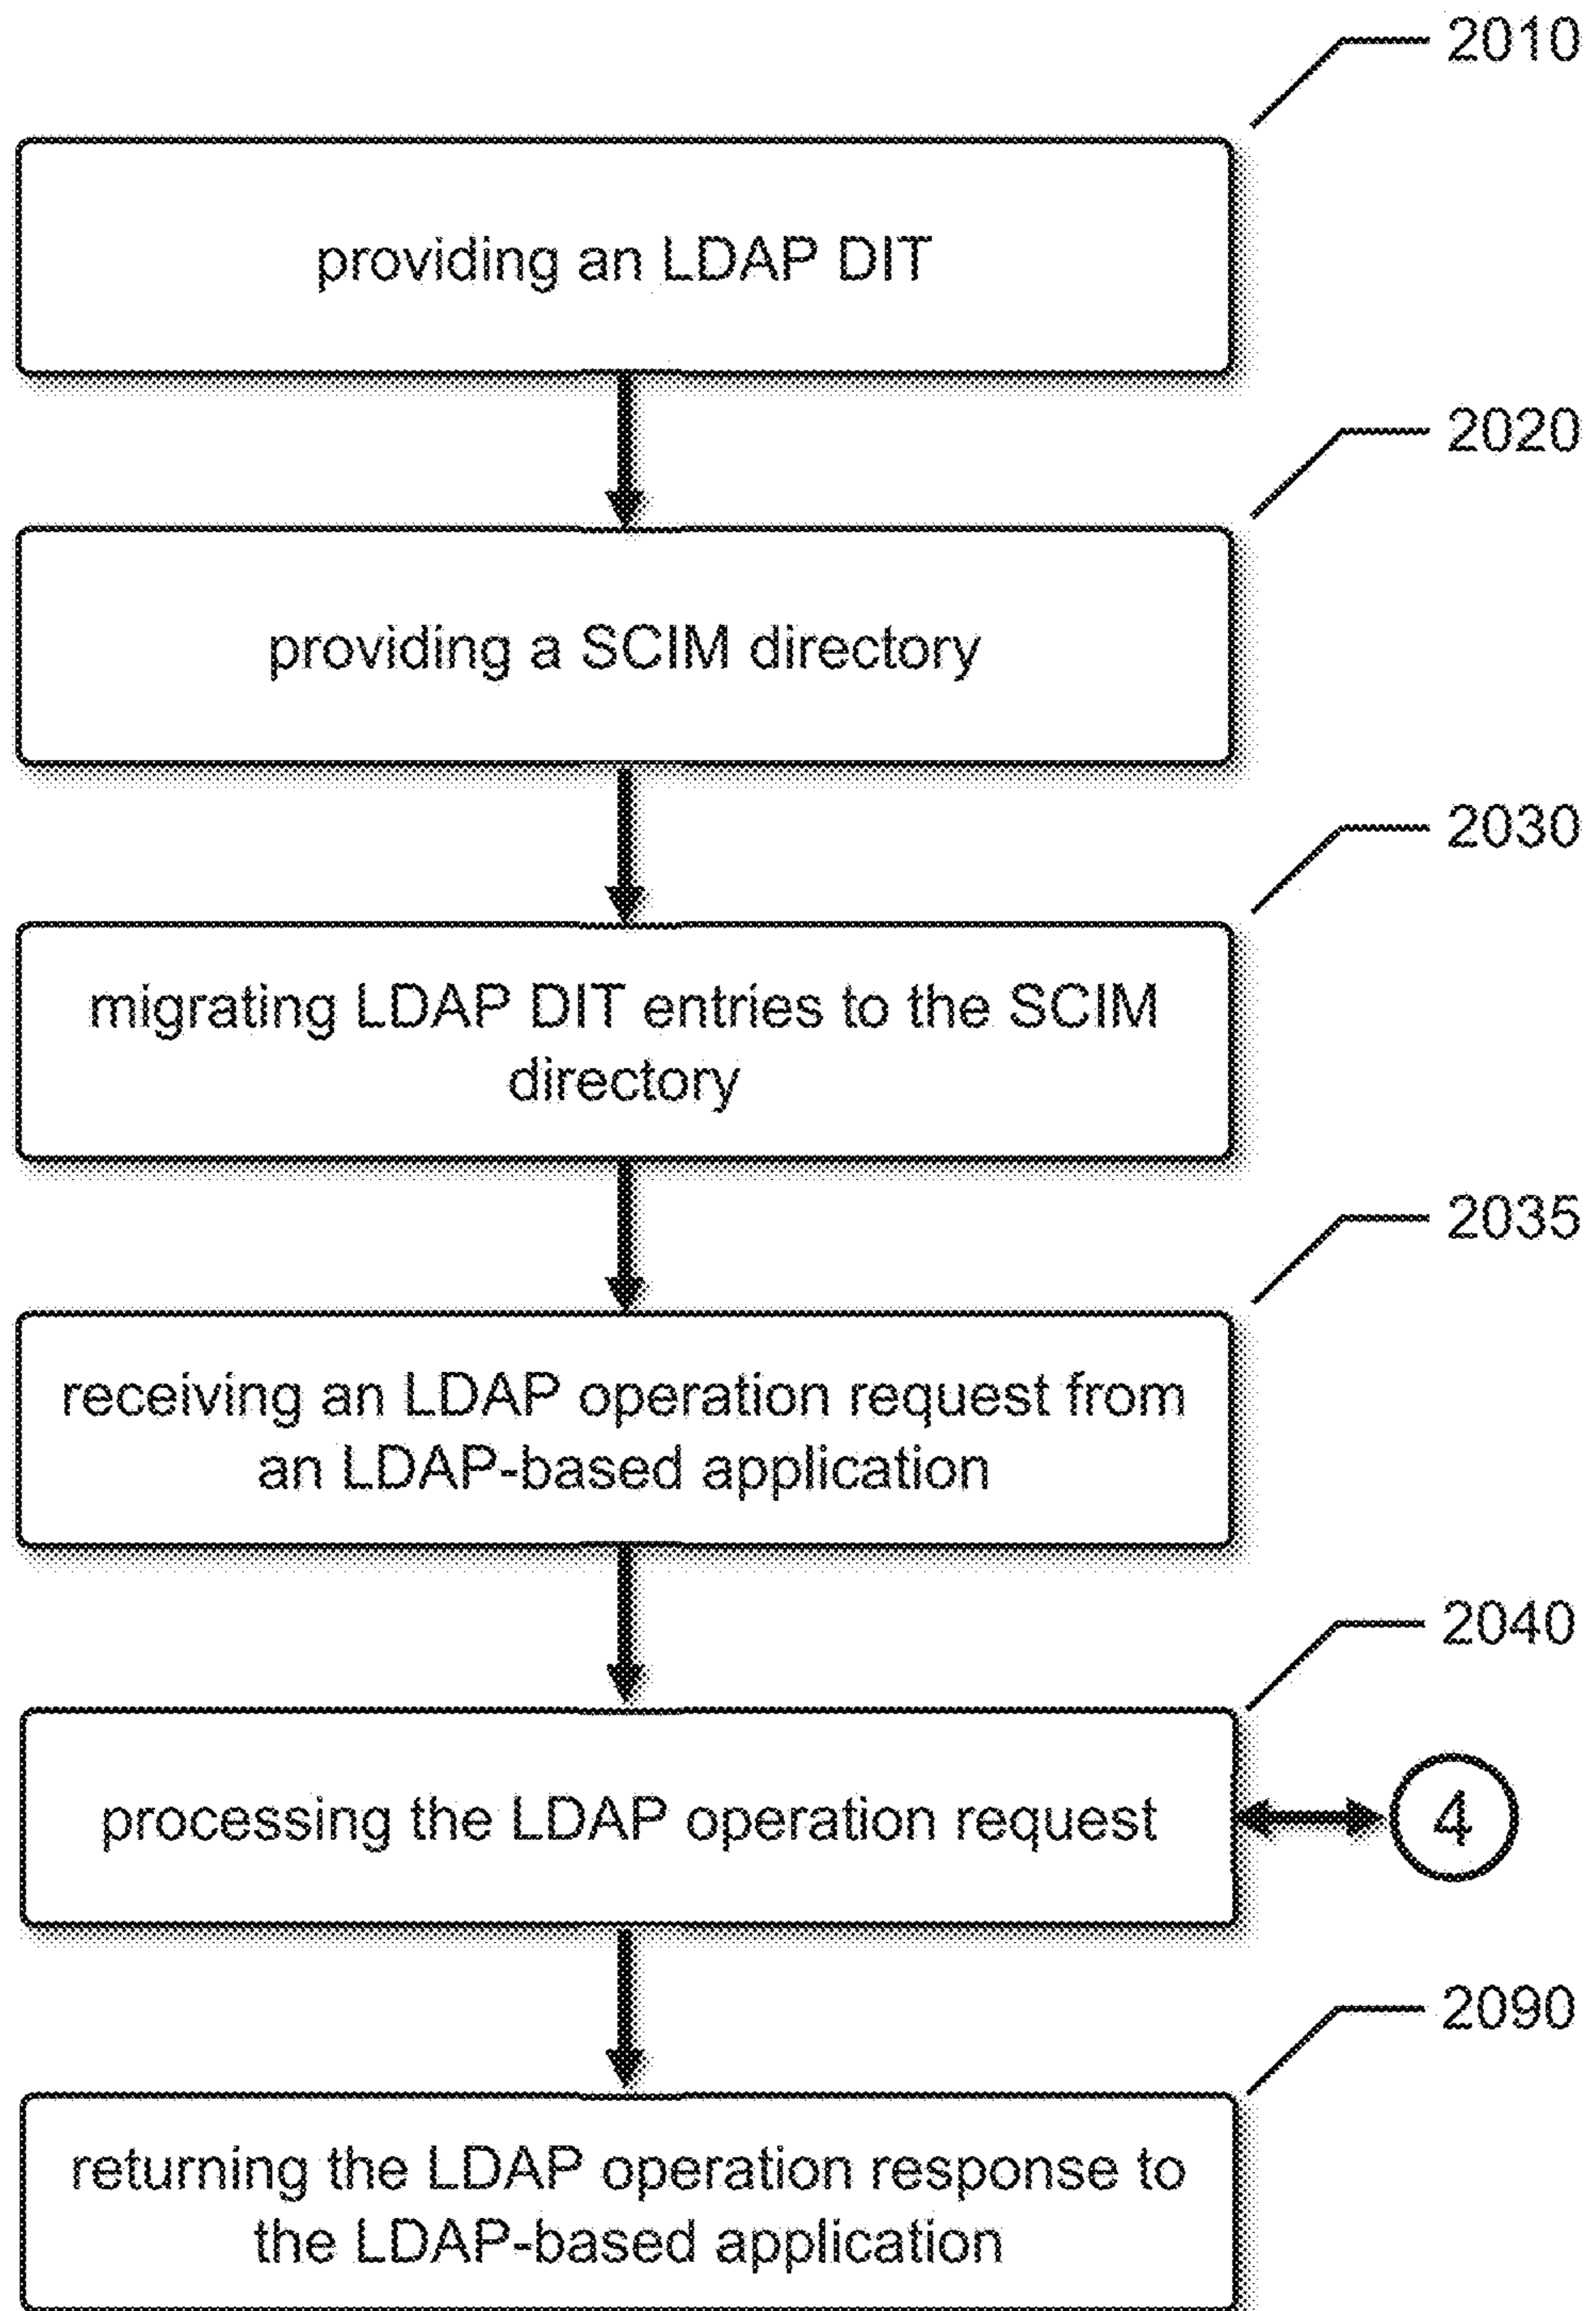 2010
providing an LDAP DIT
2020
providing a SCIM directory
2030
migrating LDAP DIT entries to the SCIM
directory
2035
receiving an LDAP operation request from
an LDAP-based application
2040
processing the LDAP operation request
4
2090
returning the LDAP operation response to
the LDAP-based application